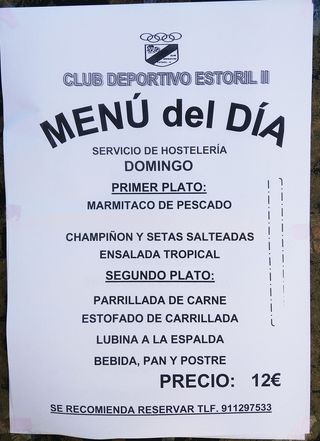 CLUB DEPORTIVO ESTORIL II
MENÚ del DÍA
SERVICIO DE HOSTELERÍA
DOMINGO
PRIMER PLATO:
MARMITACO DE PESCADO
CHAMPIÑON Y SETAS SALTEADAS
ENSALADA TROPICAL
SEGUNDO PLATO:
PARRILLADA DE CARNE
ESTOFADO DE CARRILLADA
LUBINA A LA ESPALDA
BEBIDA, PAN Y POSTRE
PRECIO: 12€
SE RECOMIENDA RESERVAR TLF. 911297533